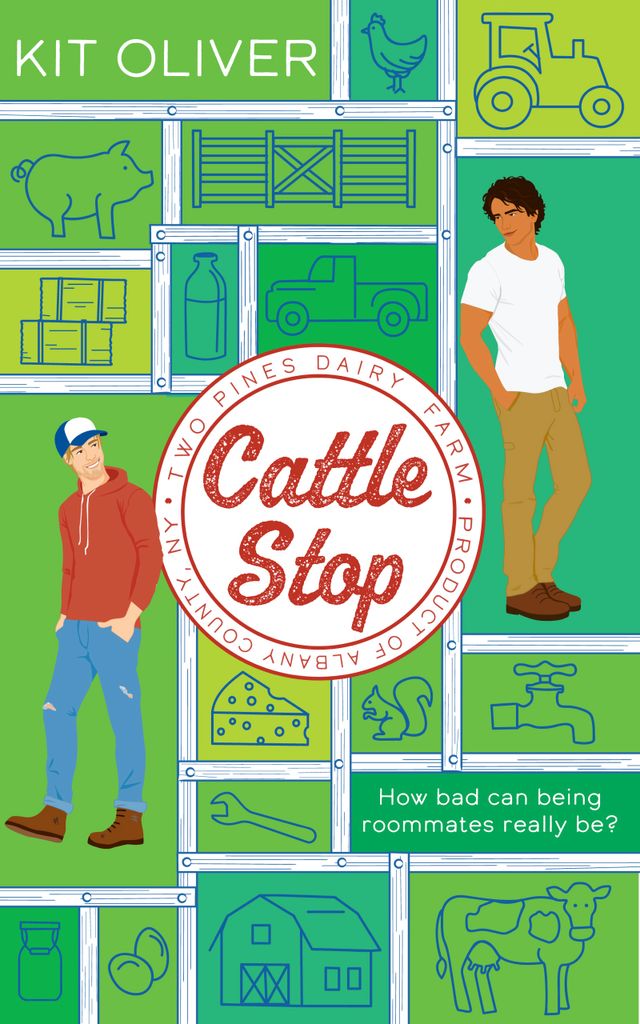 KIT OLIVER
• TWO PINES DAIRY FARM • PRODUCT OF ALBANY COUNTY, NY
Cattle
Stop
How bad can being
roommates really be?